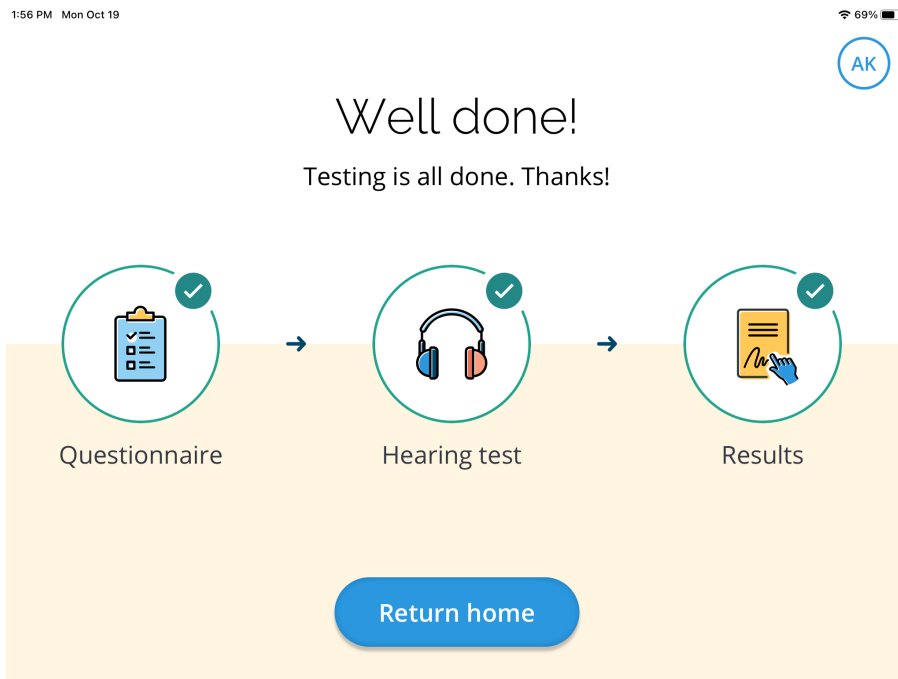 1:56 PM Mon Oct 19
69%
AK
Well done!
Testing is all done. Thanks!
Questionnaire
Hearing test
Results
Return home